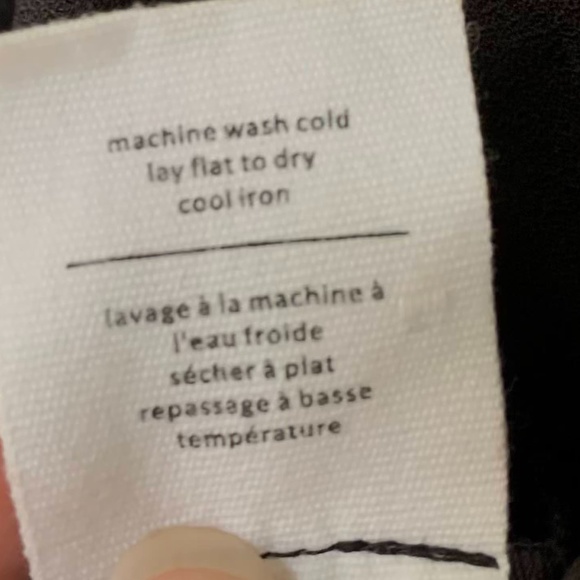 machine wash cold
lay flat to dry
cool iron
lavage à la machine à
l'eau froide
sécher à plat
repassage à basse
température